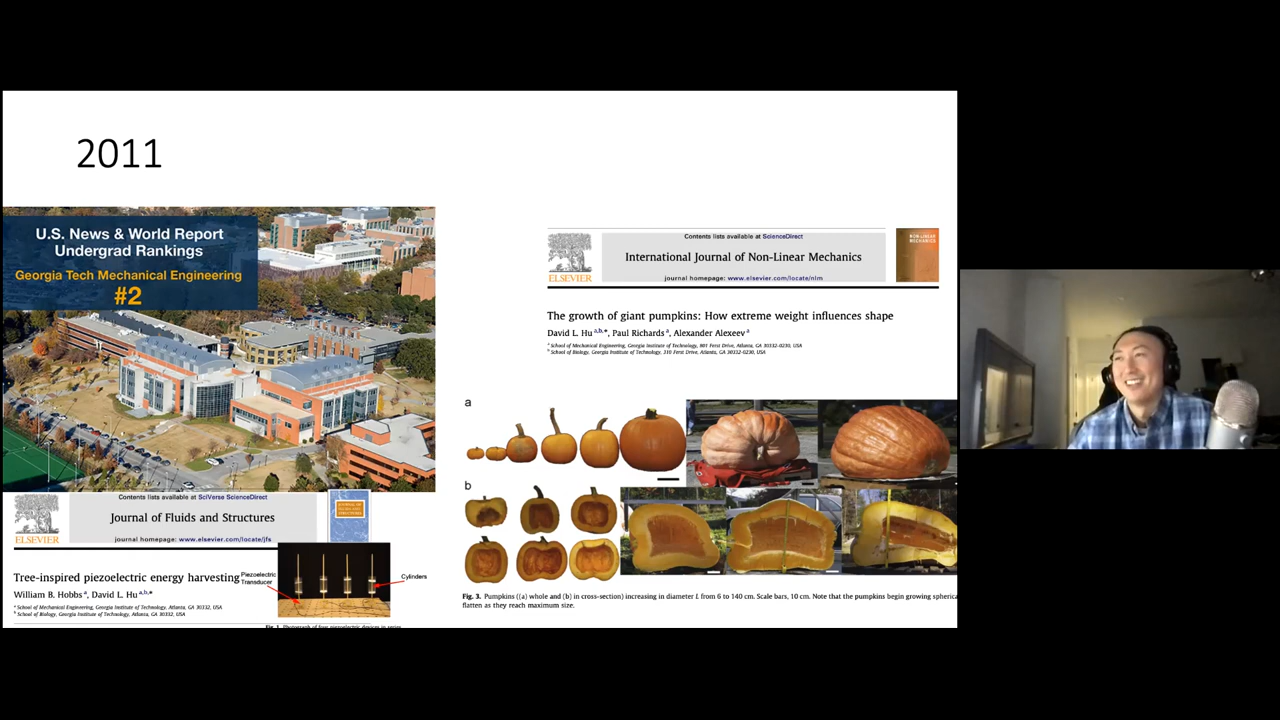 2011
U.S. News & World Report
Undergrad Rankings
Georgia Tech Mechanical Engineering
#2
Contents lists available at ScienceDirect
International Journal of Non-Linear Mechanics
journal homepage: www.elsevier.com/locate/nlm
ELSEVIER
NON-LINEAR
MECHANICS
The growth of giant pumpkins: How extreme weight influences shape
David L. Hu a,b,*, Paul Richards a, Alexander Alexeev a
a School of Mechanical Engineering, Georgia Institute of Technology, 801 Ferst Drive, Atlanta, GA 30332-0230, USA
b School of Biology, Georgia Institute of Technology, 310 Ferst Drive, Atlanta, GA 30332-0230, USA
a
b
Fig. 3. Pumpkins ((a) whole and (b) in cross-section) increasing in diameter L from 6 to 140 cm. Scale bars, 10 cm. Note that the pumpkins begin growing spherica
flatten as they reach maximum size.
Contents lists available at SciVerse ScienceDirect
Journal of Fluids and Structures
journal homepage: www.elsevier.com/locate/jfs
ELSEVIER
Tree-inspired piezoelectric energy harvesting
William B. Hobbs a, David L. Hu a,b,*
a School of Mechanical Engineering, Georgia Institute of Technology, Atlanta, GA 30332, USA
b School of Biology, Georgia Institute of Technology, Atlanta, GA 30332, USA
Piezoelectric
Transducer
Cylinders